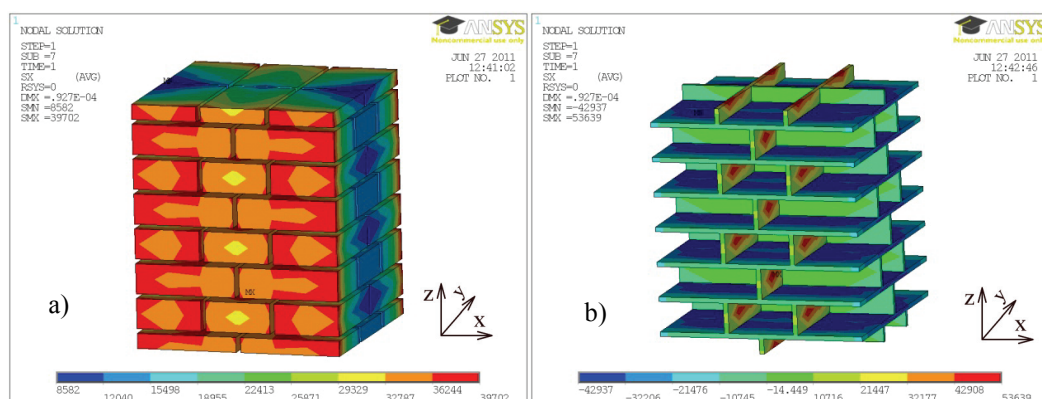 1
NODAL SOLUTION
STEP=1
SUB =7
TIME=1
SX (AVG)
RSYS=0
DMX =.927E-04
SMN =8582
SMX =39702
ANSYS
Noncommercial use only
JUN 27 2011
12:41:02
PLOT NO. 1
MX
a)
z
y
x
8582
12040
15498
18955
22413
25871
29329
32787
36244
39702
1
NODAL SOLUTION
STEP=1
SUB =7
TIME=1
SX (AVG)
RSYS=0
DMX =.927E-04
SMN =-42937
SMX =53639
ANSYS
Noncommercial use only
JUN 27 2011
12:42:46
PLOT NO. 1
b)
z
y
x
-42937
-32206
-21476
-10745
-14.449
10716
21447
32177
42908
53639